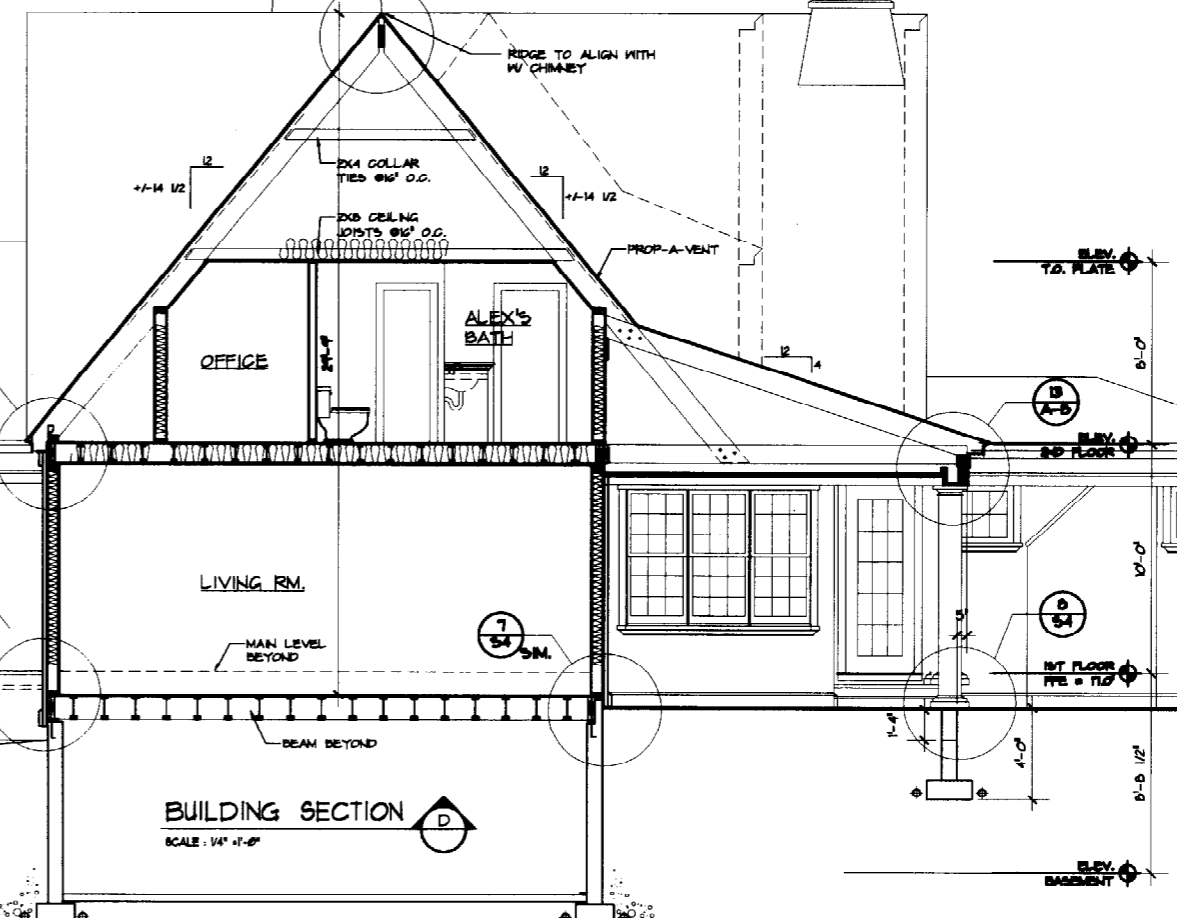 RIDGE TO ALIGN WITH
W/ CHIMNEY
12
+/-14 1/2
2X4 COLLAR
TIES @16" O.C.
12
+/-14 1/2
2X8 CEILING
JOISTS @16" O.C.
PROP-A-VENT
ELEV.
T.O. PLATE
ALEX'S
BATH
OFFICE
12
4
8'-0"
13
A-8
ELEV.
2ND FLOOR
10'-0"
LIVING RM.
7
S4
SIM.
8
S4
5"
MAIN LEVEL
BEYOND
1ST FLOOR
FFE = 17.0'
BEAM BEYOND
1'-4"
4'-0"
8'-8 1/2"
BUILDING SECTION
D
SCALE : 1/4" =1'-0"
ELEV.
BASEMENT